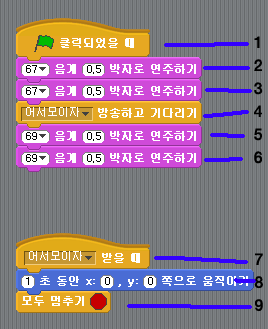 클릭되었을 때 1
67 음계 0.5 박자로 연주하기 2
67 음계 0.5 박자로 연주하기 3
어서모이자 방송하고 기다리기 4
69 음계 0.5 박자로 연주하기 5
69 음계 0.5 박자로 연주하기 6
어서모이자 받을 때 7
1 초 동안 x: 0 , y: 0 쪽으로 움직이기 8
모두 멈추기 9